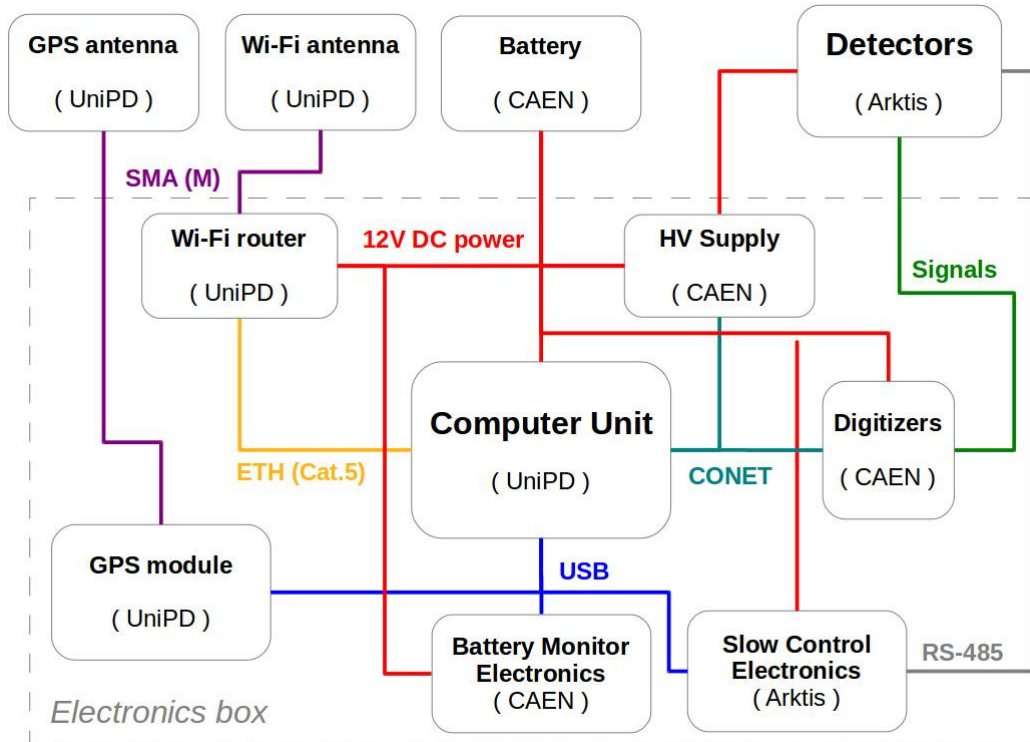 GPS antenna
( UniPD )
Wi-Fi antenna
( UniPD )
Battery
( CAEN )
Detectors
( Arktis )
SMA (M)
Wi-Fi router
( UniPD )
12V DC power
HV Supply
( CAEN )
Signals
Computer Unit
( UniPD )
Digitizers
( CAEN )
ETH (Cat.5)
CONET
GPS module
( UniPD )
USB
Battery Monitor
Electronics
( CAEN )
Slow Control
Electronics
( Arktis )
RS-485
Electronics box